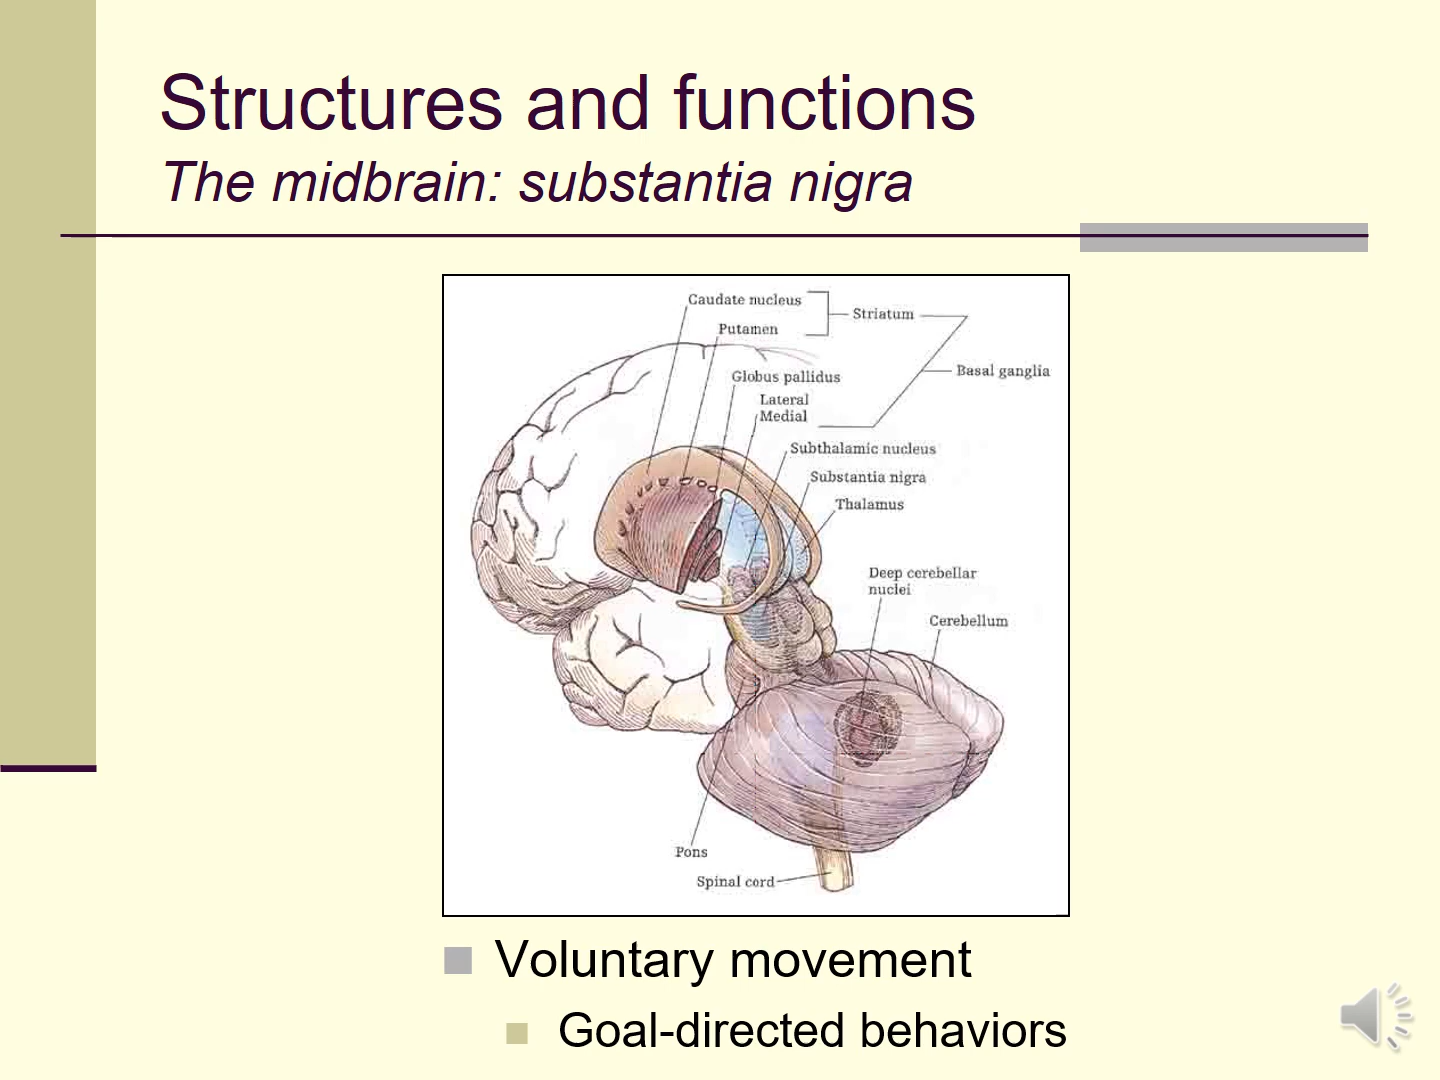 Structures and functions
The midbrain: substantia nigra
Caudate nucleus
Striatum
Putamen
Basal ganglia
Globus pallidus
Lateral
Medial
Subthalamic nucleus
Substantia nigra
Thalamus
Deep cerebellar
nuclei
Cerebellum
Pons
Spinal cord
Voluntary movement
Goal-directed behaviors